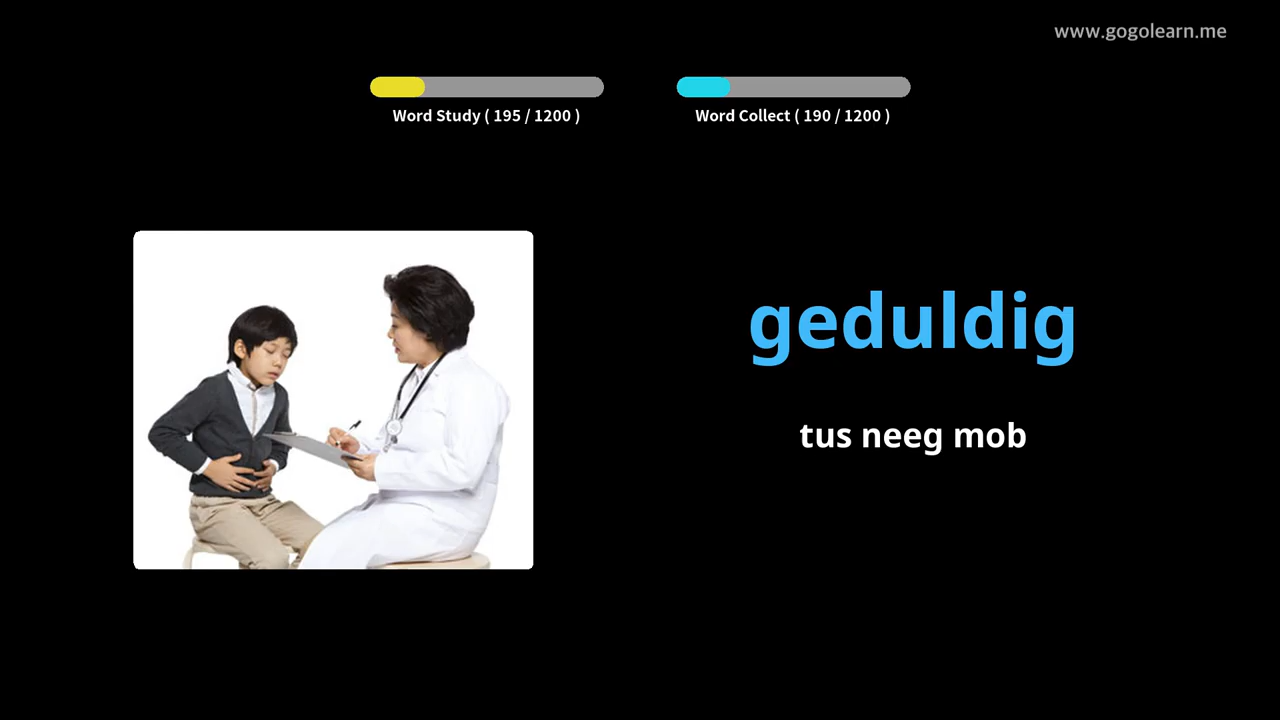 www.gogolearn.me
Word Study ( 195 / 1200 )
Word Collect ( 190 / 1200 )
geduldig
tus neeg mob